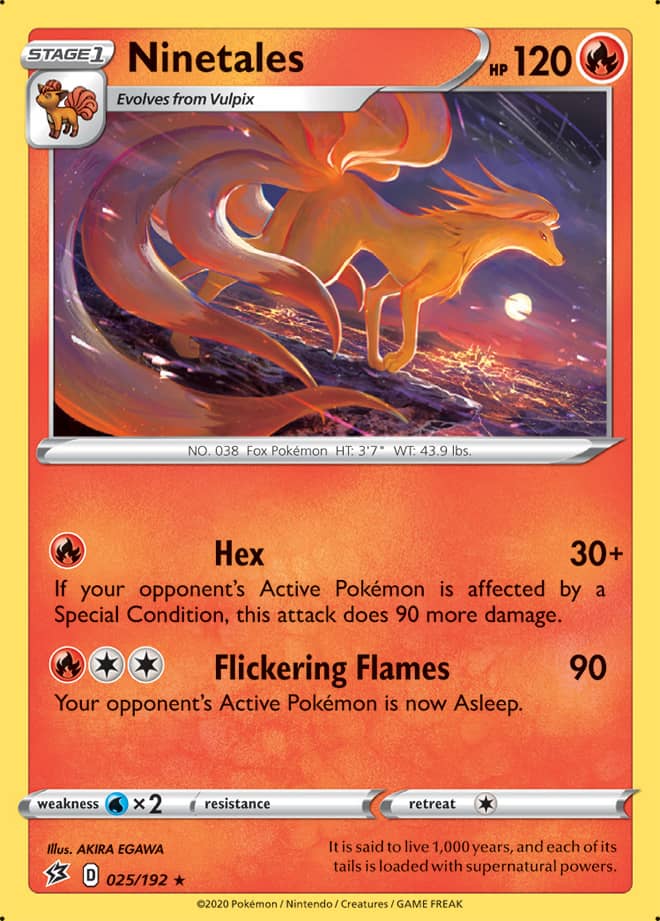 STAGE1
Ninetales
HP 120
Evolves from Vulpix
NO. 038 Fox Pokémon HT: 3'7" WT: 43.9 lbs.
Hex 30+
If your opponent's Active Pokémon is affected by a
Special Condition, this attack does 90 more damage.
Flickering Flames 90
Your opponent's Active Pokémon is now Asleep.
weakness ×2 resistance retreat
Illus. AKIRA EGAWA
D 025/192 ★
It is said to live 1,000 years, and each of its
tails is loaded with supernatural powers.
©2020 Pokémon / Nintendo / Creatures / GAME FREAK